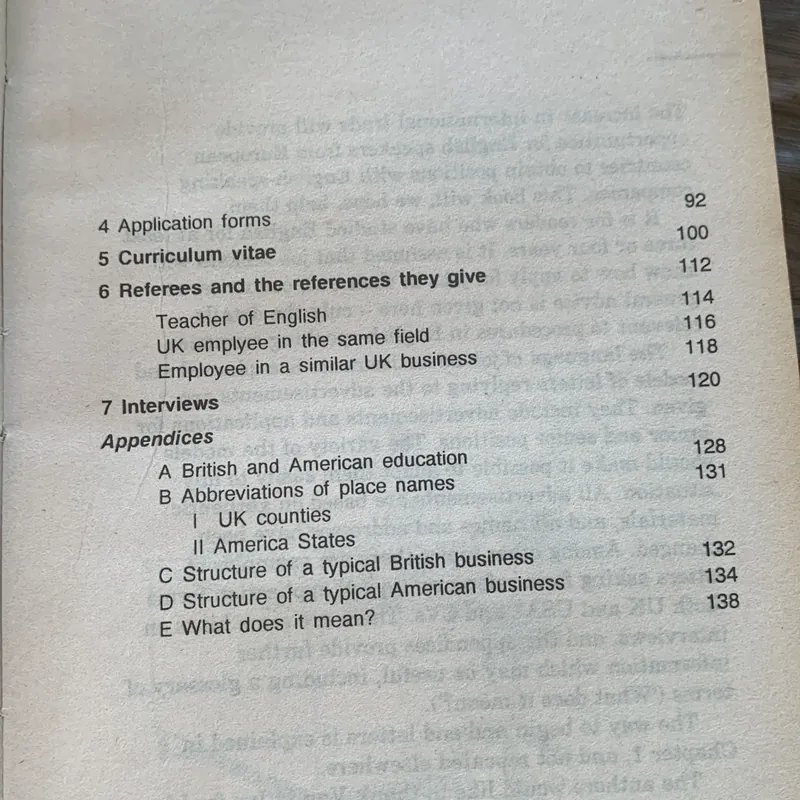 4 Application forms 92
5 Curriculum vitae 100
6 Referees and the references they give 112
Teacher of English 114
UK emplyee in the same field 116
Employee in a similar UK business 118
7 Interviews 120
Appendices
A British and American education 128
B Abbreviations of place names 131
I UK counties
II America States
C Structure of a typical British business 132
D Structure of a typical American business 134
E What does it mean? 138